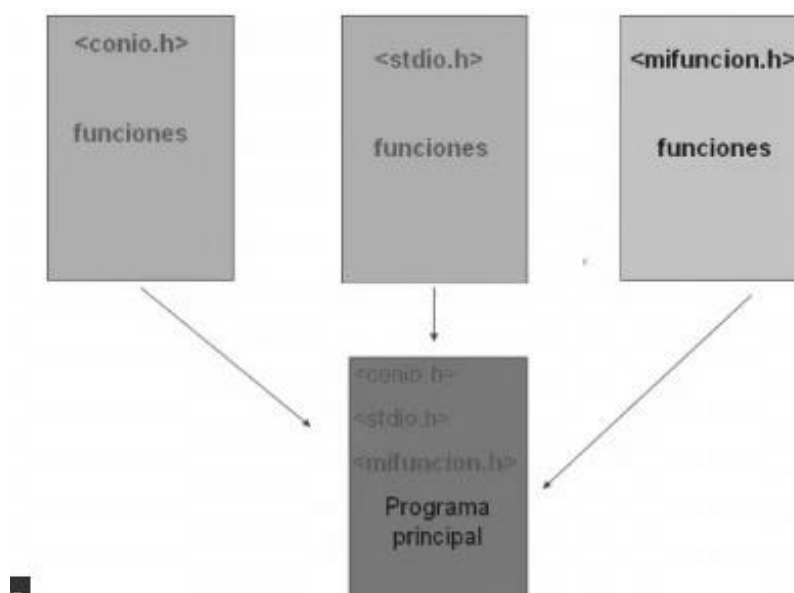 <conio.h>
funciones
<stdio.h>
funciones
<mifuncion.h>
funciones
<conio.h>
<stdio.h>
<mifuncion.h>
Programa
principal